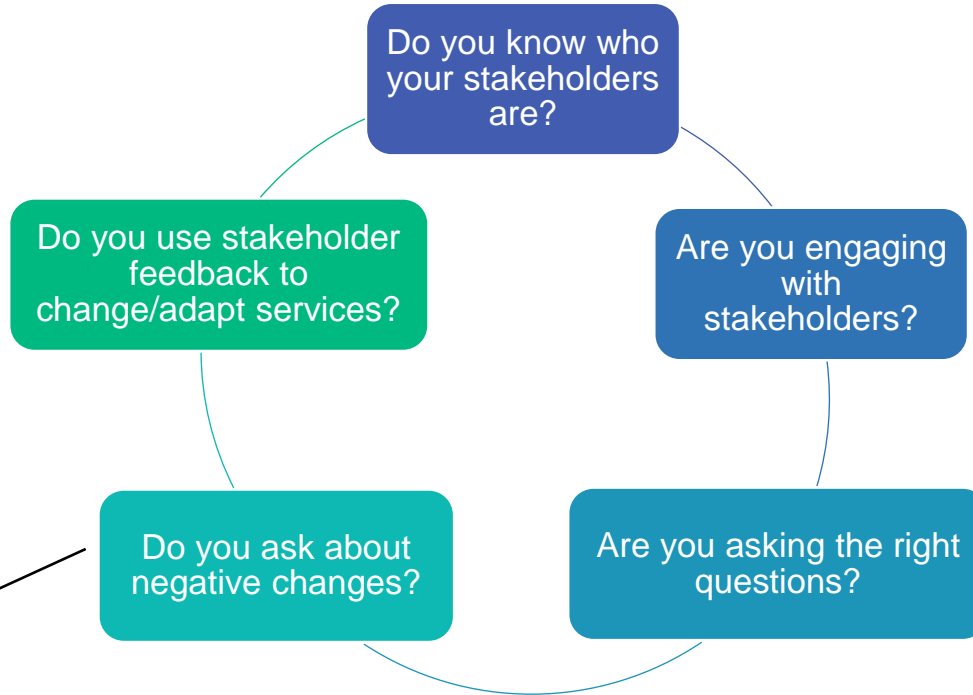 Do you know who
your stakeholders
are?
Are you engaging
with
stakeholders?
Are you asking the right
questions?
Do you ask about
negative changes?
Do you use stakeholder
feedback to
change/adapt services?